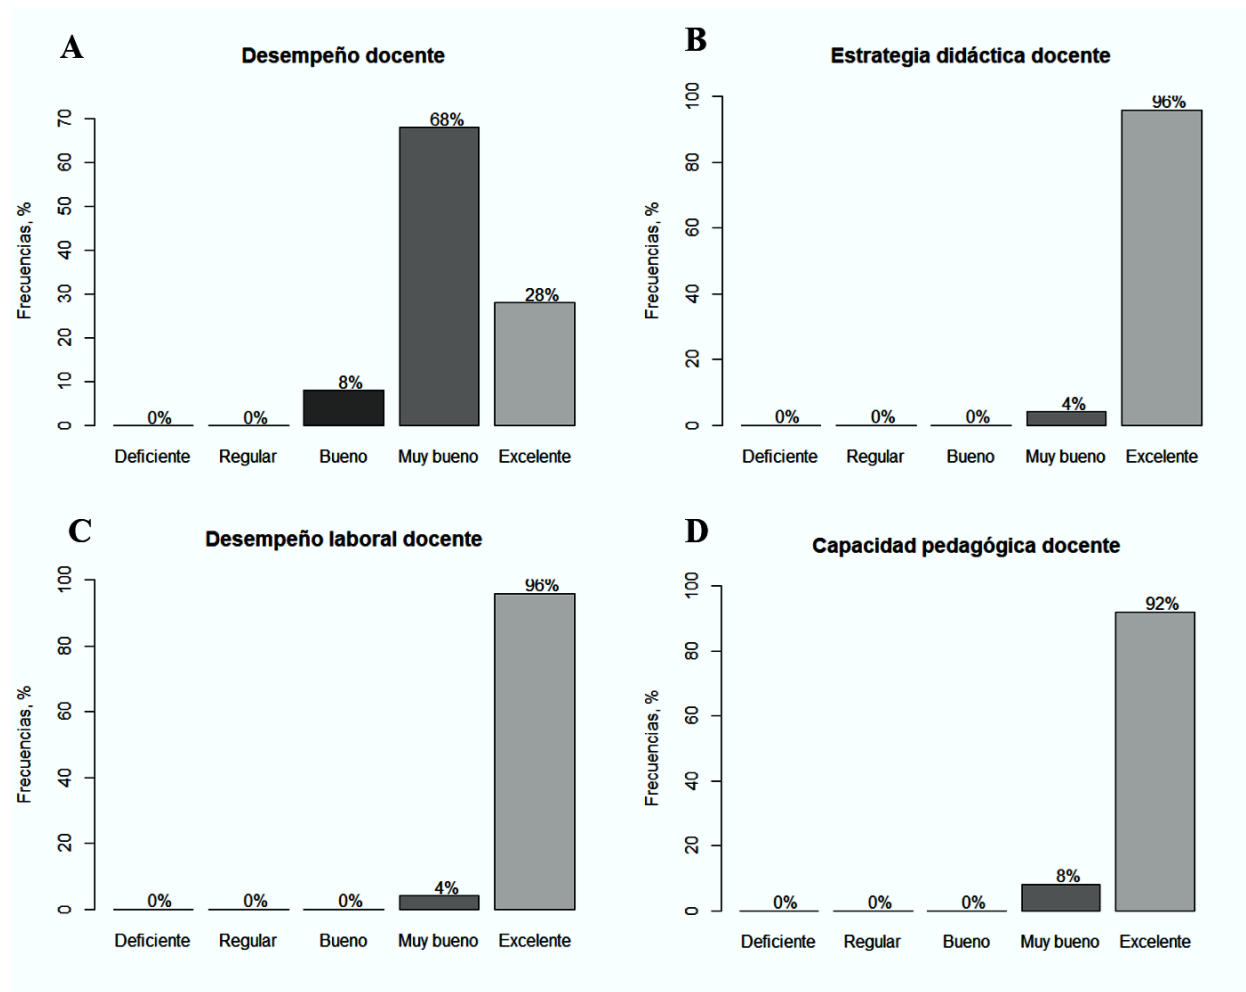 A
Desempeño docente
Frecuencias, %
70
60
50
40
30
20
10
0
0%
0%
8%
68%
28%
Deficiente Regular Bueno Muy bueno Excelente
B
Estrategia didáctica docente
Frecuencias, %
100
80
60
40
20
0
0%
0%
0%
4%
96%
Deficiente Regular Bueno Muy bueno Excelente
C
Desempeño laboral docente
Frecuencias, %
100
80
60
40
20
0
0%
0%
0%
4%
96%
Deficiente Regular Bueno Muy bueno Excelente
D
Capacidad pedagógica docente
Frecuencias, %
100
80
60
40
20
0
0%
0%
0%
8%
92%
Deficiente Regular Bueno Muy bueno Excelente